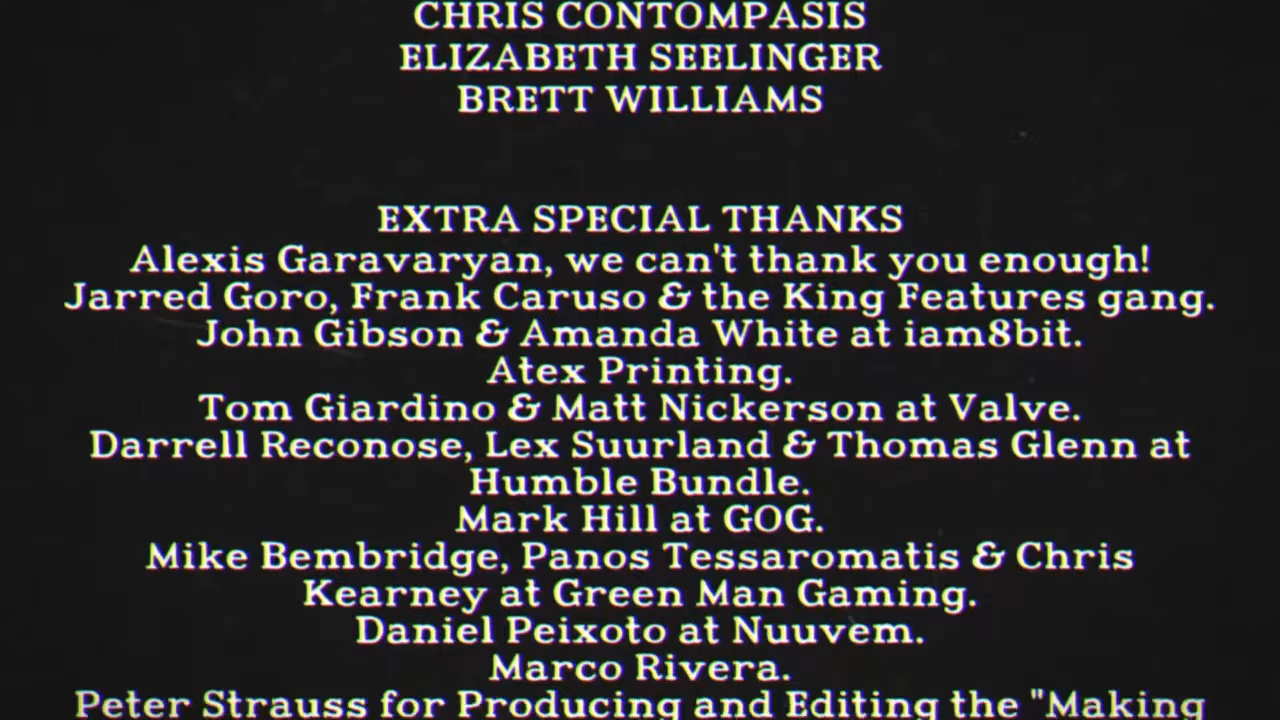 CHRIS CONTOMPASIS
ELIZABETH SEELINGER
BRETT WILLIAMS
EXTRA SPECIAL THANKS
Alexis Garavaryan, we can't thank you enough!
Jarred Goro, Frank Caruso & the King Features gang.
John Gibson & Amanda White at iam8bit.
Atex Printing.
Tom Giardino & Matt Nickerson at Valve.
Darrell Reconose, Lex Suurland & Thomas Glenn at
Humble Bundle.
Mark Hill at GOG.
Mike Bembridge, Panos Tessaromatis & Chris
Kearney at Green Man Gaming.
Daniel Peixoto at Nuuvem.
Marco Rivera.
Peter Strauss for Producing and Editing the "Making